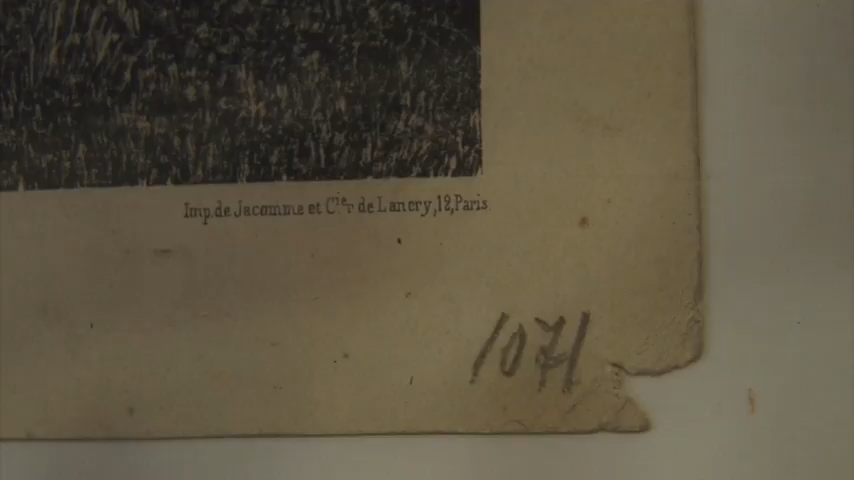 Imp. de Jacomme et Cie r. de Lancry, 12, Paris
1071